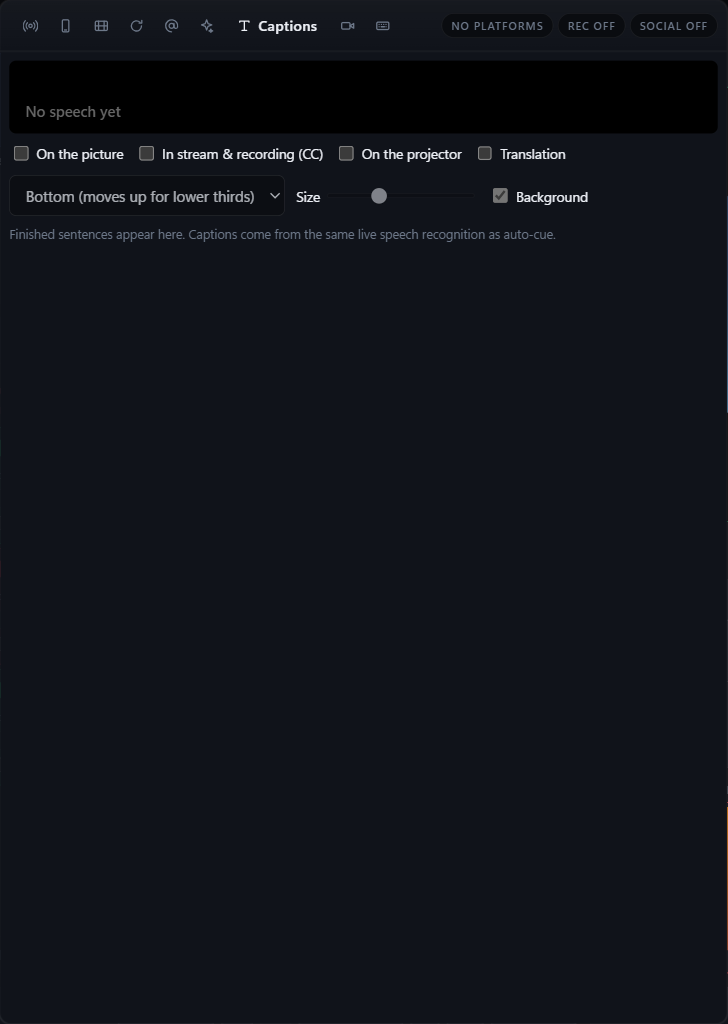 Captions NO PLATFORMS REC OFF SOCIAL OFF
No speech yet
On the picture In stream & recording (CC) On the projector Translation
Bottom (moves up for lower thirds) Size Background
Finished sentences appear here. Captions come from the same live speech recognition as auto-cue.